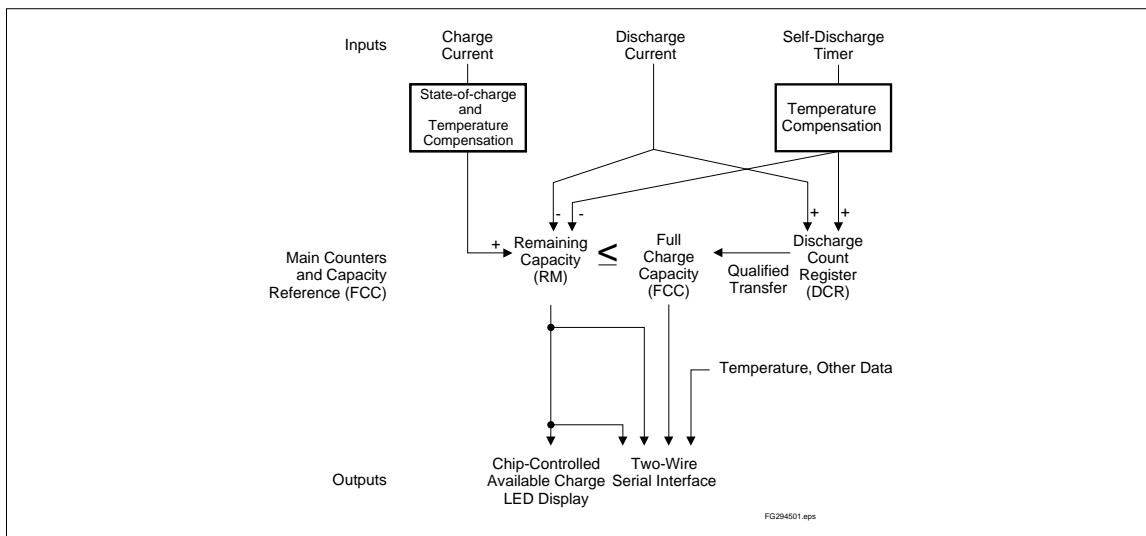 Inputs
Charge
Current
Discharge
Current
Self-Discharge
Timer
State-of-charge
and
Temperature
Compensation
Temperature
Compensation
- -
+ +
+
Main Counters
and Capacity
Reference (FCC)
Remaining
Capacity
(RM)
≤
Full
Charge
Capacity
(FCC)
Qualified
Transfer
Discharge
Count
Register
(DCR)
Temperature, Other Data
Outputs
Chip-Controlled
Available Charge
LED Display
Two-Wire
Serial Interface
FG294501.eps